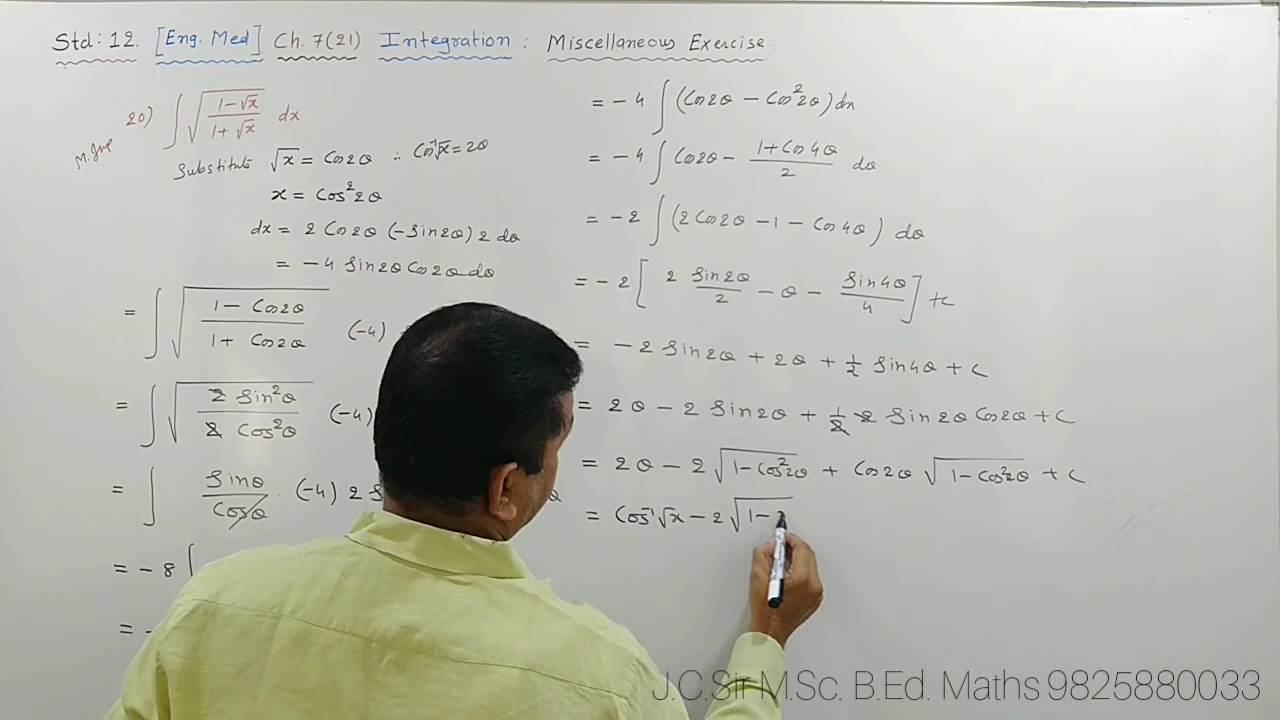 Std: 12. [Eng. Med] Ch. 7(21) Integration : Miscellaneous Exercise.
20) ∫ √((1-√x)/(1+√x)) dx
M. Imp
Substitute √x = Cos2θ ∴ Cos⁻¹√x = 2θ
x = Cos²2θ
dx = 2 Cos2θ (-Sin2θ) 2 dθ
= -4 Sin2θ Cos2θ dθ
= ∫ √((1 - Cos2θ)/(1 + Cos2θ)) (-4)
= ∫ √((2 Sin²θ)/(2 Cos²θ)) (-4)
= ∫ Sinθ/Cosθ · (-4) 2 S
= -8 ∫
= -
= -4 ∫ (Cos2θ - Cos²2θ) dx
= -4 ∫ Cos2θ - (1 + Cos4θ)/2 dθ
= -2 ∫ (2 Cos2θ - 1 - Cos4θ) dθ
= -2 [2 Sin2θ/2 - θ - Sin4θ/4] + c
= -2 Sin2θ + 2θ + 1/2 Sin4θ + c
= 2θ - 2 Sin2θ + 1/2 2 Sin2θ Cos2θ + c
= 2θ - 2 √(1-Cos²2θ) + Cos2θ √(1-Cos²2θ) + c
= Cos⁻¹√x - 2 √(1-
J.C.Sir M.Sc. B.Ed. Maths 9825880033